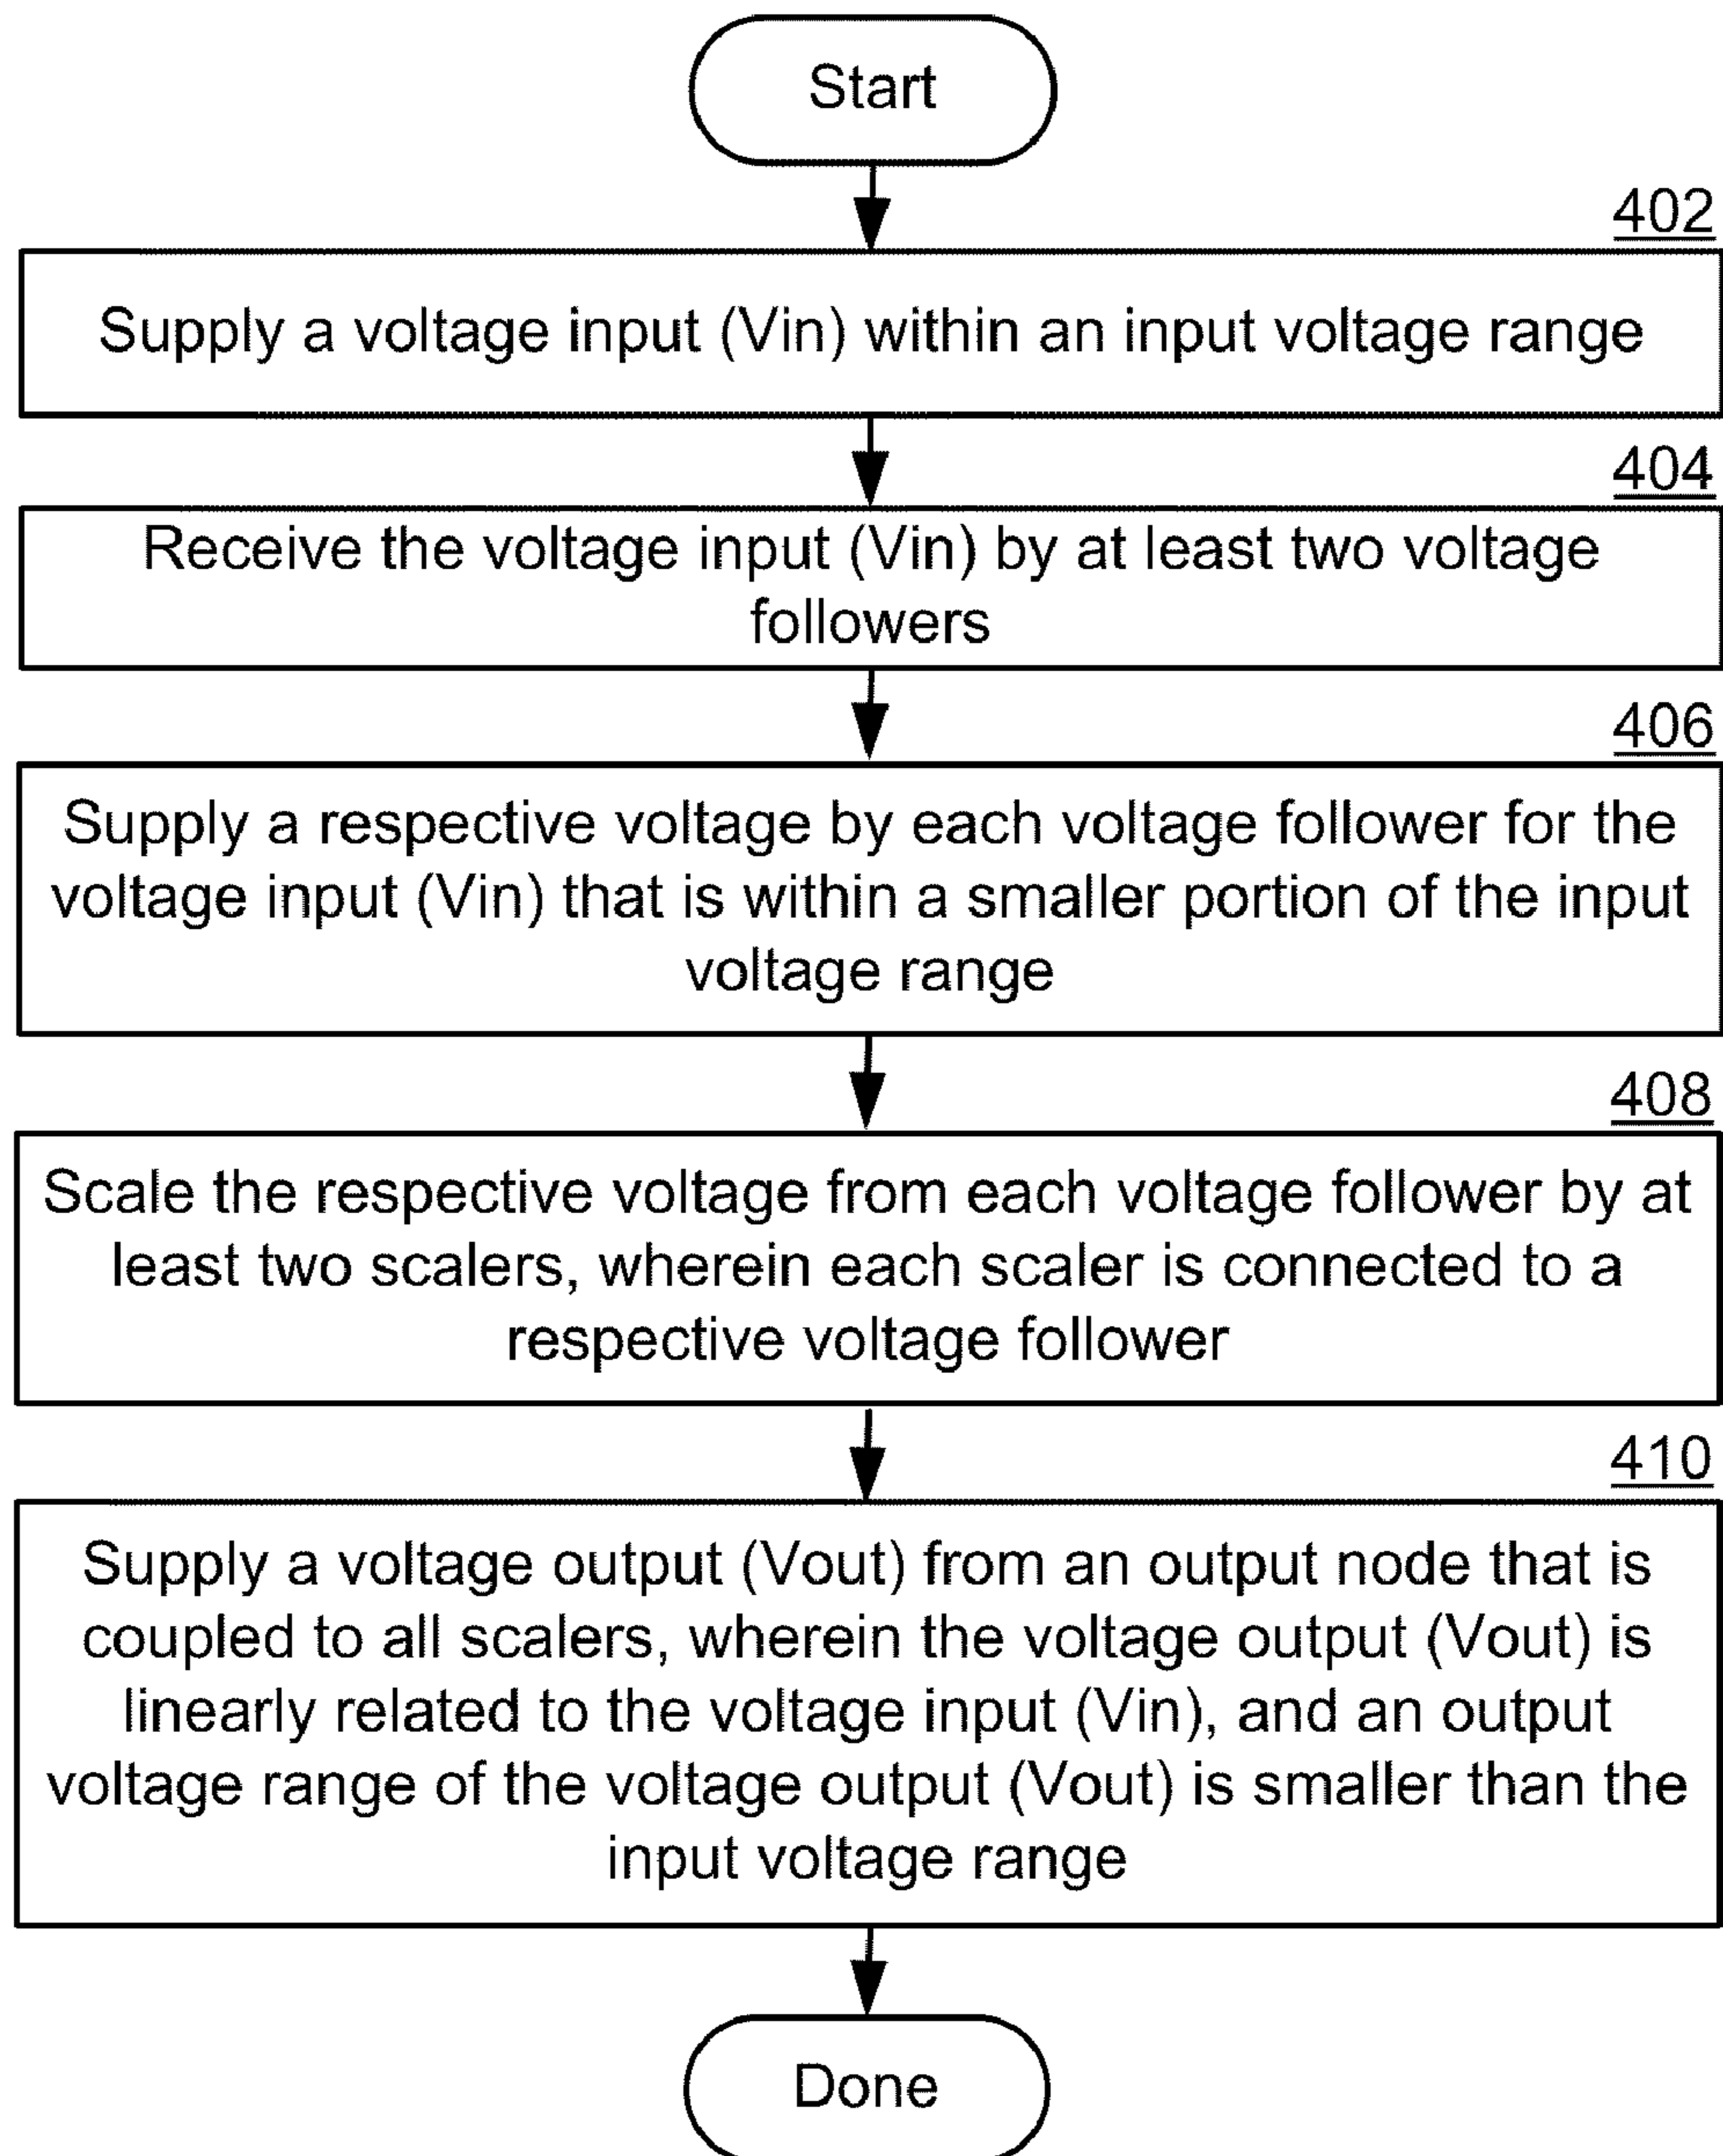 Start
402
Supply a voltage input (Vin) within an input voltage range
404
Receive the voltage input (Vin) by at least two voltage
followers
406
Supply a respective voltage by each voltage follower for the
voltage input (Vin) that is within a smaller portion of the input
voltage range
408
Scale the respective voltage from each voltage follower by at
least two scalers, wherein each scaler is connected to a
respective voltage follower
410
Supply a voltage output (Vout) from an output node that is
coupled to all scalers, wherein the voltage output (Vout) is
linearly related to the voltage input (Vin), and an output
voltage range of the voltage output (Vout) is smaller than the
input voltage range
Done